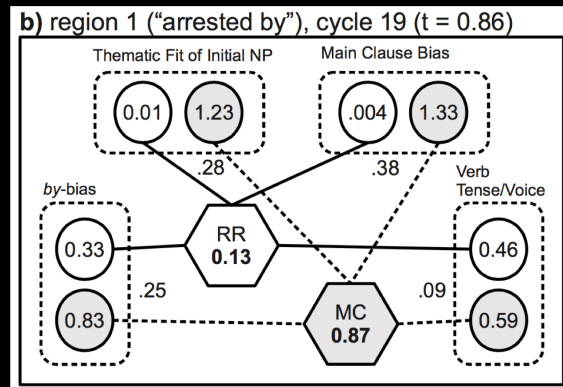 b) region 1 (“arrested by”), cycle 19 (t = 0.86)
Thematic Fit of Initial NP
Main Clause Bias
0.01
1.23
.004
1.33
.28
.38
by-bias
Verb
Tense/Voice
0.33
RR
0.13
0.46
.25
.09
0.83
MC
0.87
0.59